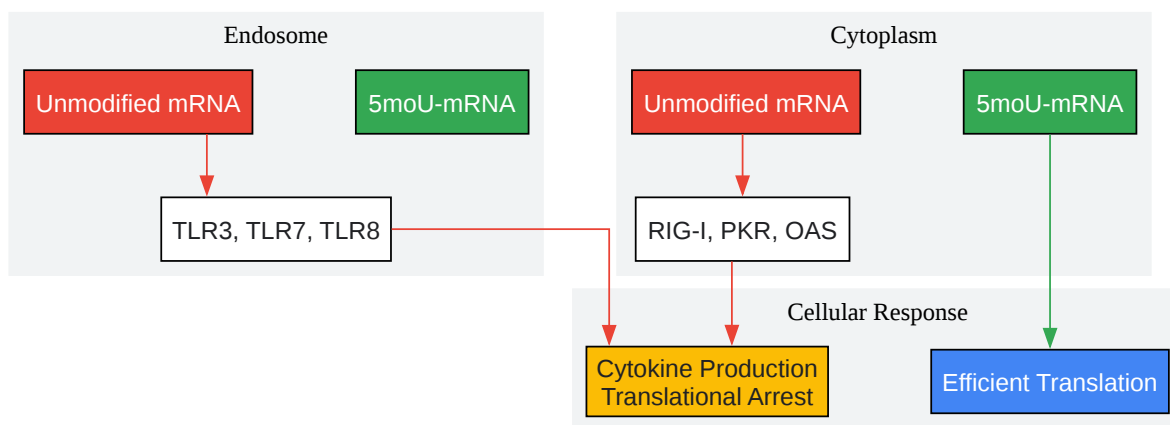 Endosome
Unmodified mRNA
5moU-mRNA
TLR3, TLR7, TLR8
Cytoplasm
Unmodified mRNA
5moU-mRNA
RIG-I, PKR, OAS
Cellular Response
Cytokine Production
Translational Arrest
Efficient Translation